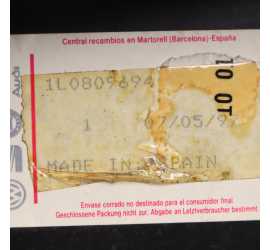 Central recambios en Martorell (Barcelona)-España
Audi
1L0809694
10 OT
1 07/05/9
MADE IN SPAIN
Envase cerrado no destinado para el consumidor final
Geschlossene Packung nicht zur Abgabe an Letztverbraucher bestimmt